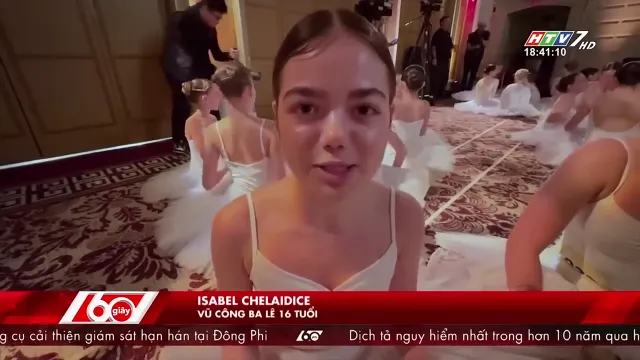 HTV7 HD
18:41:10
ISABEL CHELAIDICE
VŨ CÔNG BA LÊ 16 TUỔI
60 giây
g cụ cải thiện giám sát hạn hán tại Đông Phi 60 Dịch tả nguy hiểm nhất trong hơn 10 năm qua h